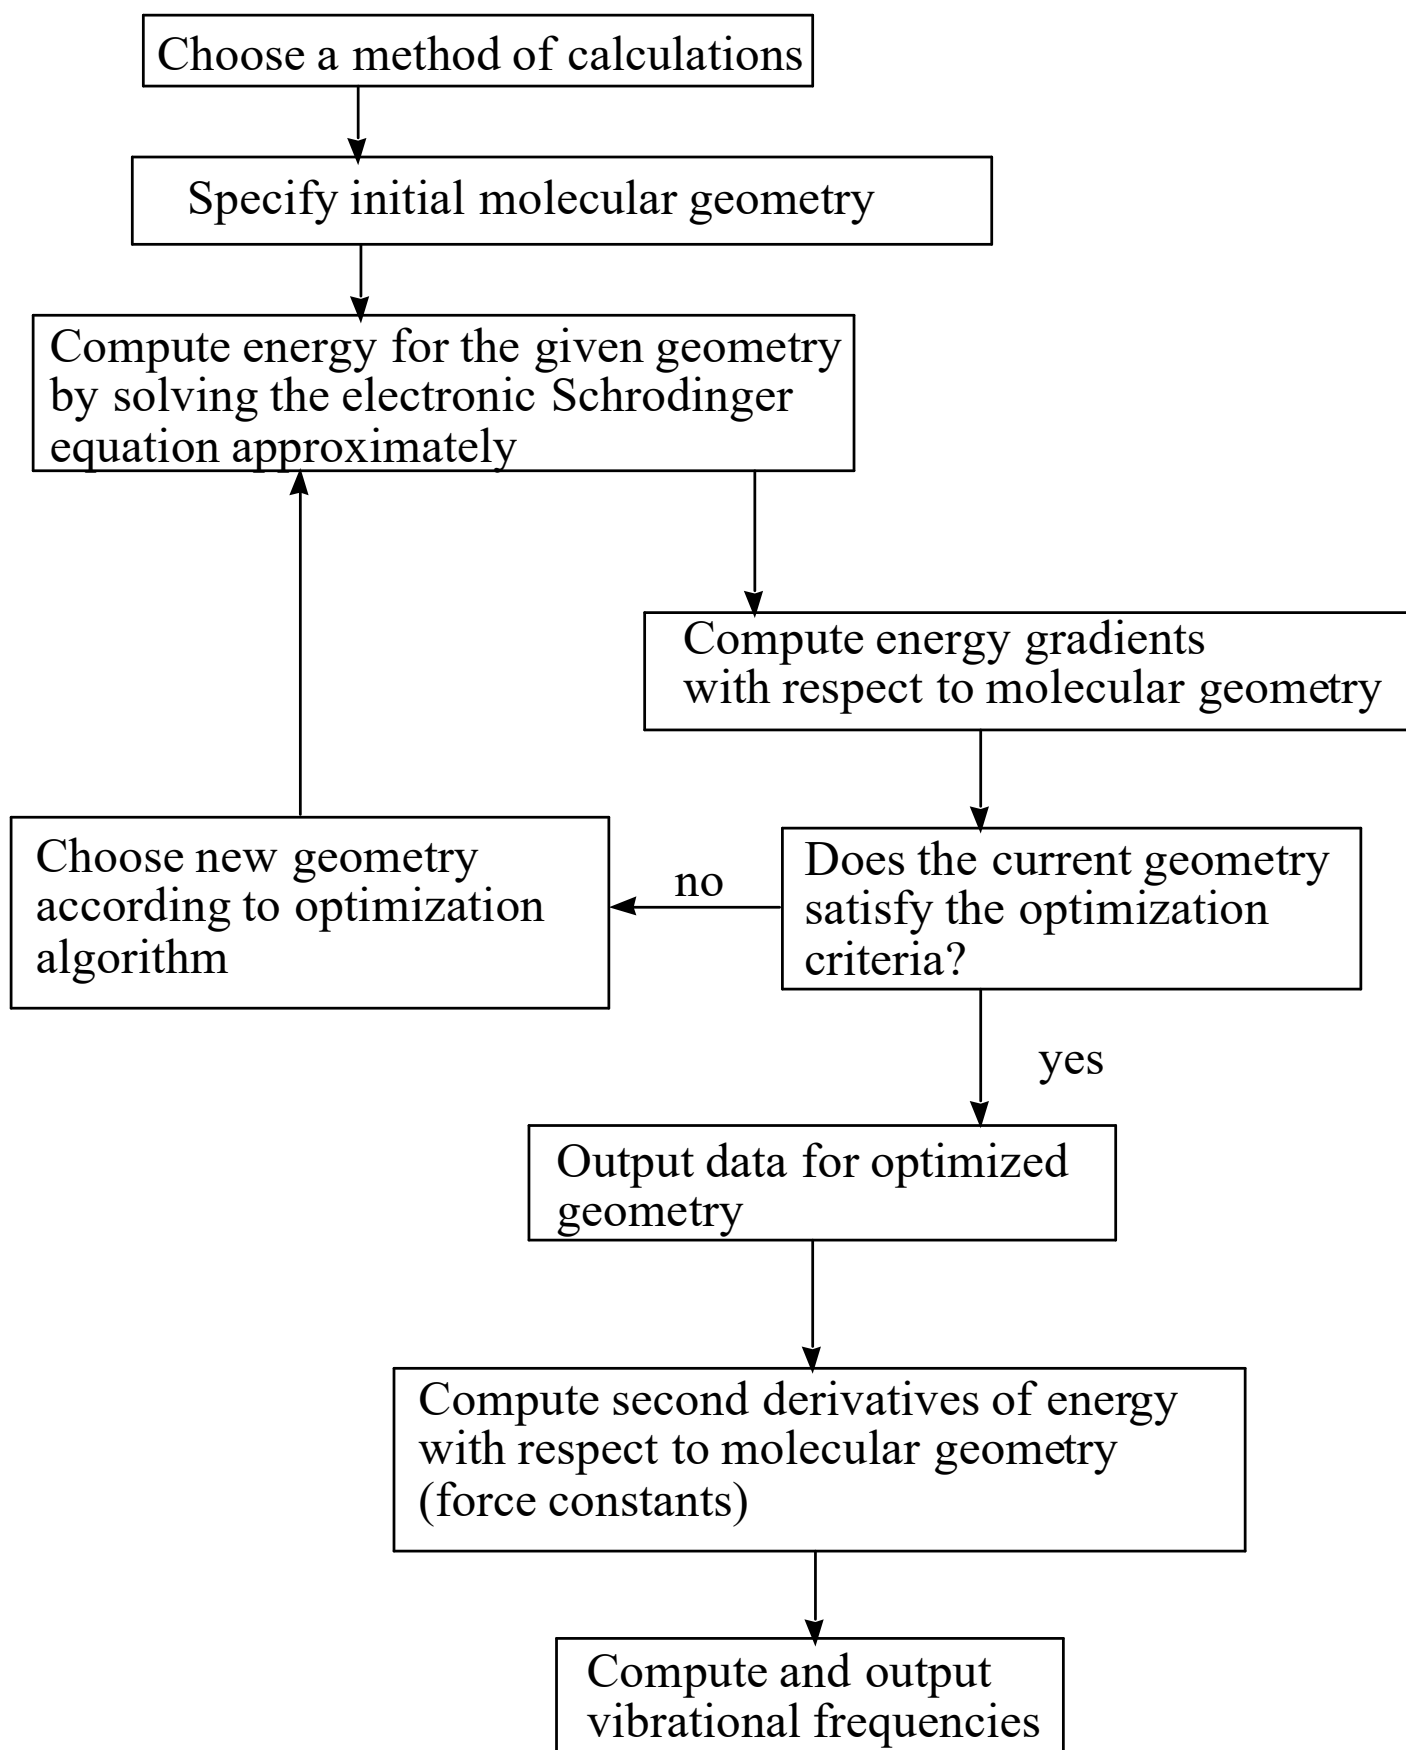 Choose a method of calculations
Specify initial molecular geometry
Compute energy for the given geometry
by solving the electronic Schrodinger
equation approximately
Compute energy gradients
with respect to molecular geometry
Choose new geometry
according to optimization
algorithm
no
Does the current geometry
satisfy the optimization
criteria?
yes
Output data for optimized
geometry
Compute second derivatives of energy
with respect to molecular geometry
(force constants)
Compute and output
vibrational frequencies